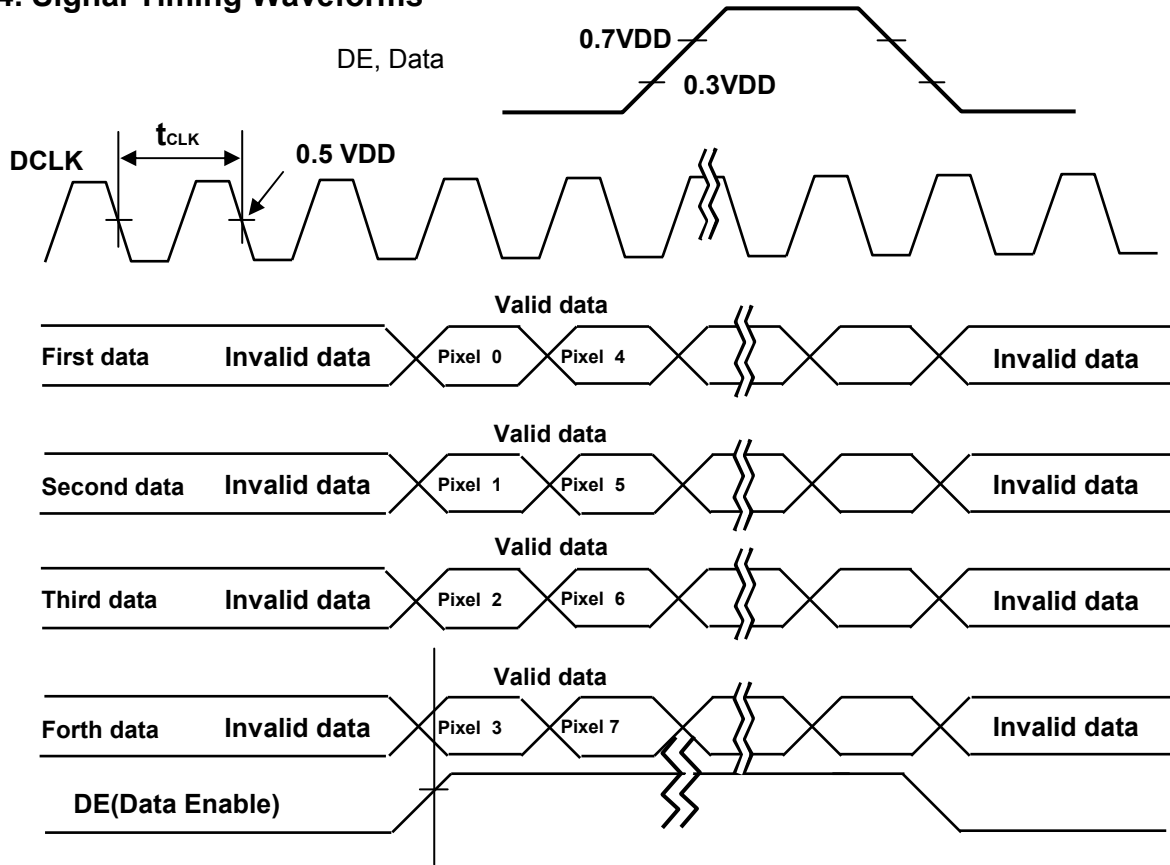 4. Signal Timing Waveforms
0.7VDD
DE, Data
0.3VDD
tCLK
DCLK
0.5 VDD
Valid data
First data Invalid data Pixel 0 Pixel 4 Invalid data
Valid data
Second data Invalid data Pixel 1 Pixel 5 Invalid data
Valid data
Third data Invalid data Pixel 2 Pixel 6 Invalid data
Valid data
Forth data Invalid data Pixel 3 Pixel 7 Invalid data
DE(Data Enable)